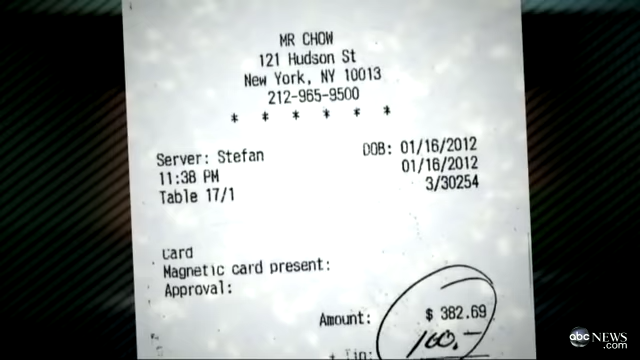 MR CHOW
121 Hudson St
New York, NY 10013
212-965-9500
* * * * * *
Server: Stefan
DOB: 01/16/2012
11:38 PM
01/16/2012
Table 17/1
3/30254
Card
Magnetic card present:
Approval:
Amount: $ 382.69
+ Tip: 100.-
abc NEWS
.com